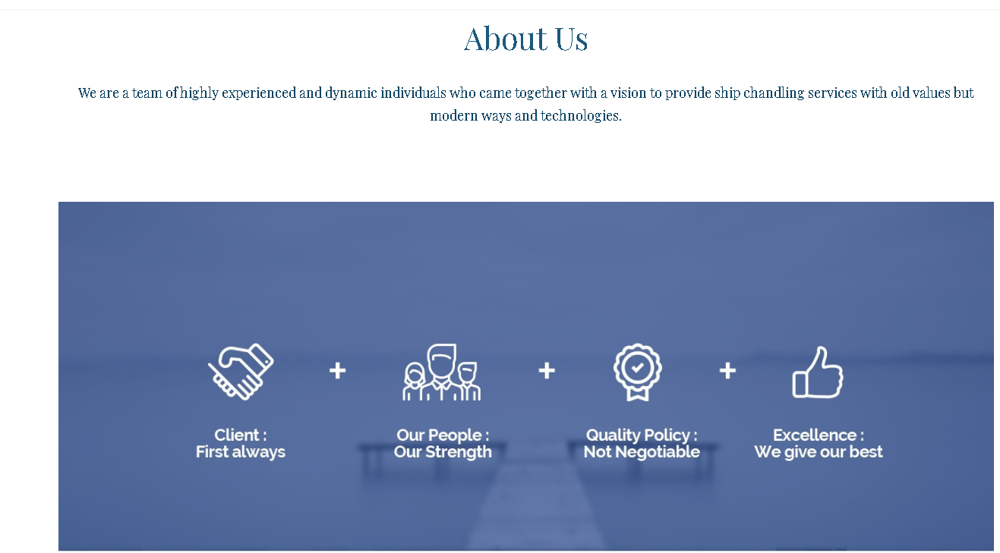 About Us
We are a team of highly experienced and dynamic individuals who came together with a vision to provide ship chandling services with old values but
modern ways and technologies.
+ + +
Client :
First always
Our People :
Our Strength
Quality Policy :
Not Negotiable
Excellence :
We give our best